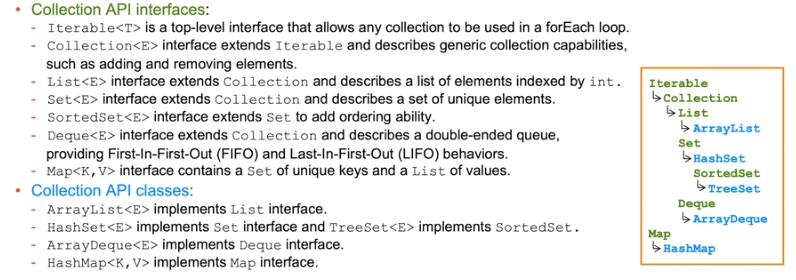 • Collection API interfaces:
- Iterable<T> is a top-level interface that allows any collection to be used in a forEach loop.
- Collection<E> interface extends Iterable and describes generic collection capabilities,
such as adding and removing elements.
- List<E> interface extends Collection and describes a list of elements indexed by int.
- Set<E> interface extends Collection and describes a set of unique elements.
- SortedSet<E> interface extends Set to add ordering ability.
- Deque<E> interface extends Collection and describes a double-ended queue,
providing First-In-First-Out (FIFO) and Last-In-First-Out (LIFO) behaviors.
- Map<K,V> interface contains a Set of unique keys and a List of values.
• Collection API classes:
- ArrayList<E> implements List interface.
- HashSet<E> implements Set interface and TreeSet<E> implements SortedSet.
- ArrayDeque<E> implements Deque interface.
- HashMap<K,V> implements Map interface.
Iterable
↳Collection
↳List
↳ArrayList
Set
↳HashSet
SortedSet
↳TreeSet
Deque
↳ArrayDeque
Map
↳HashMap